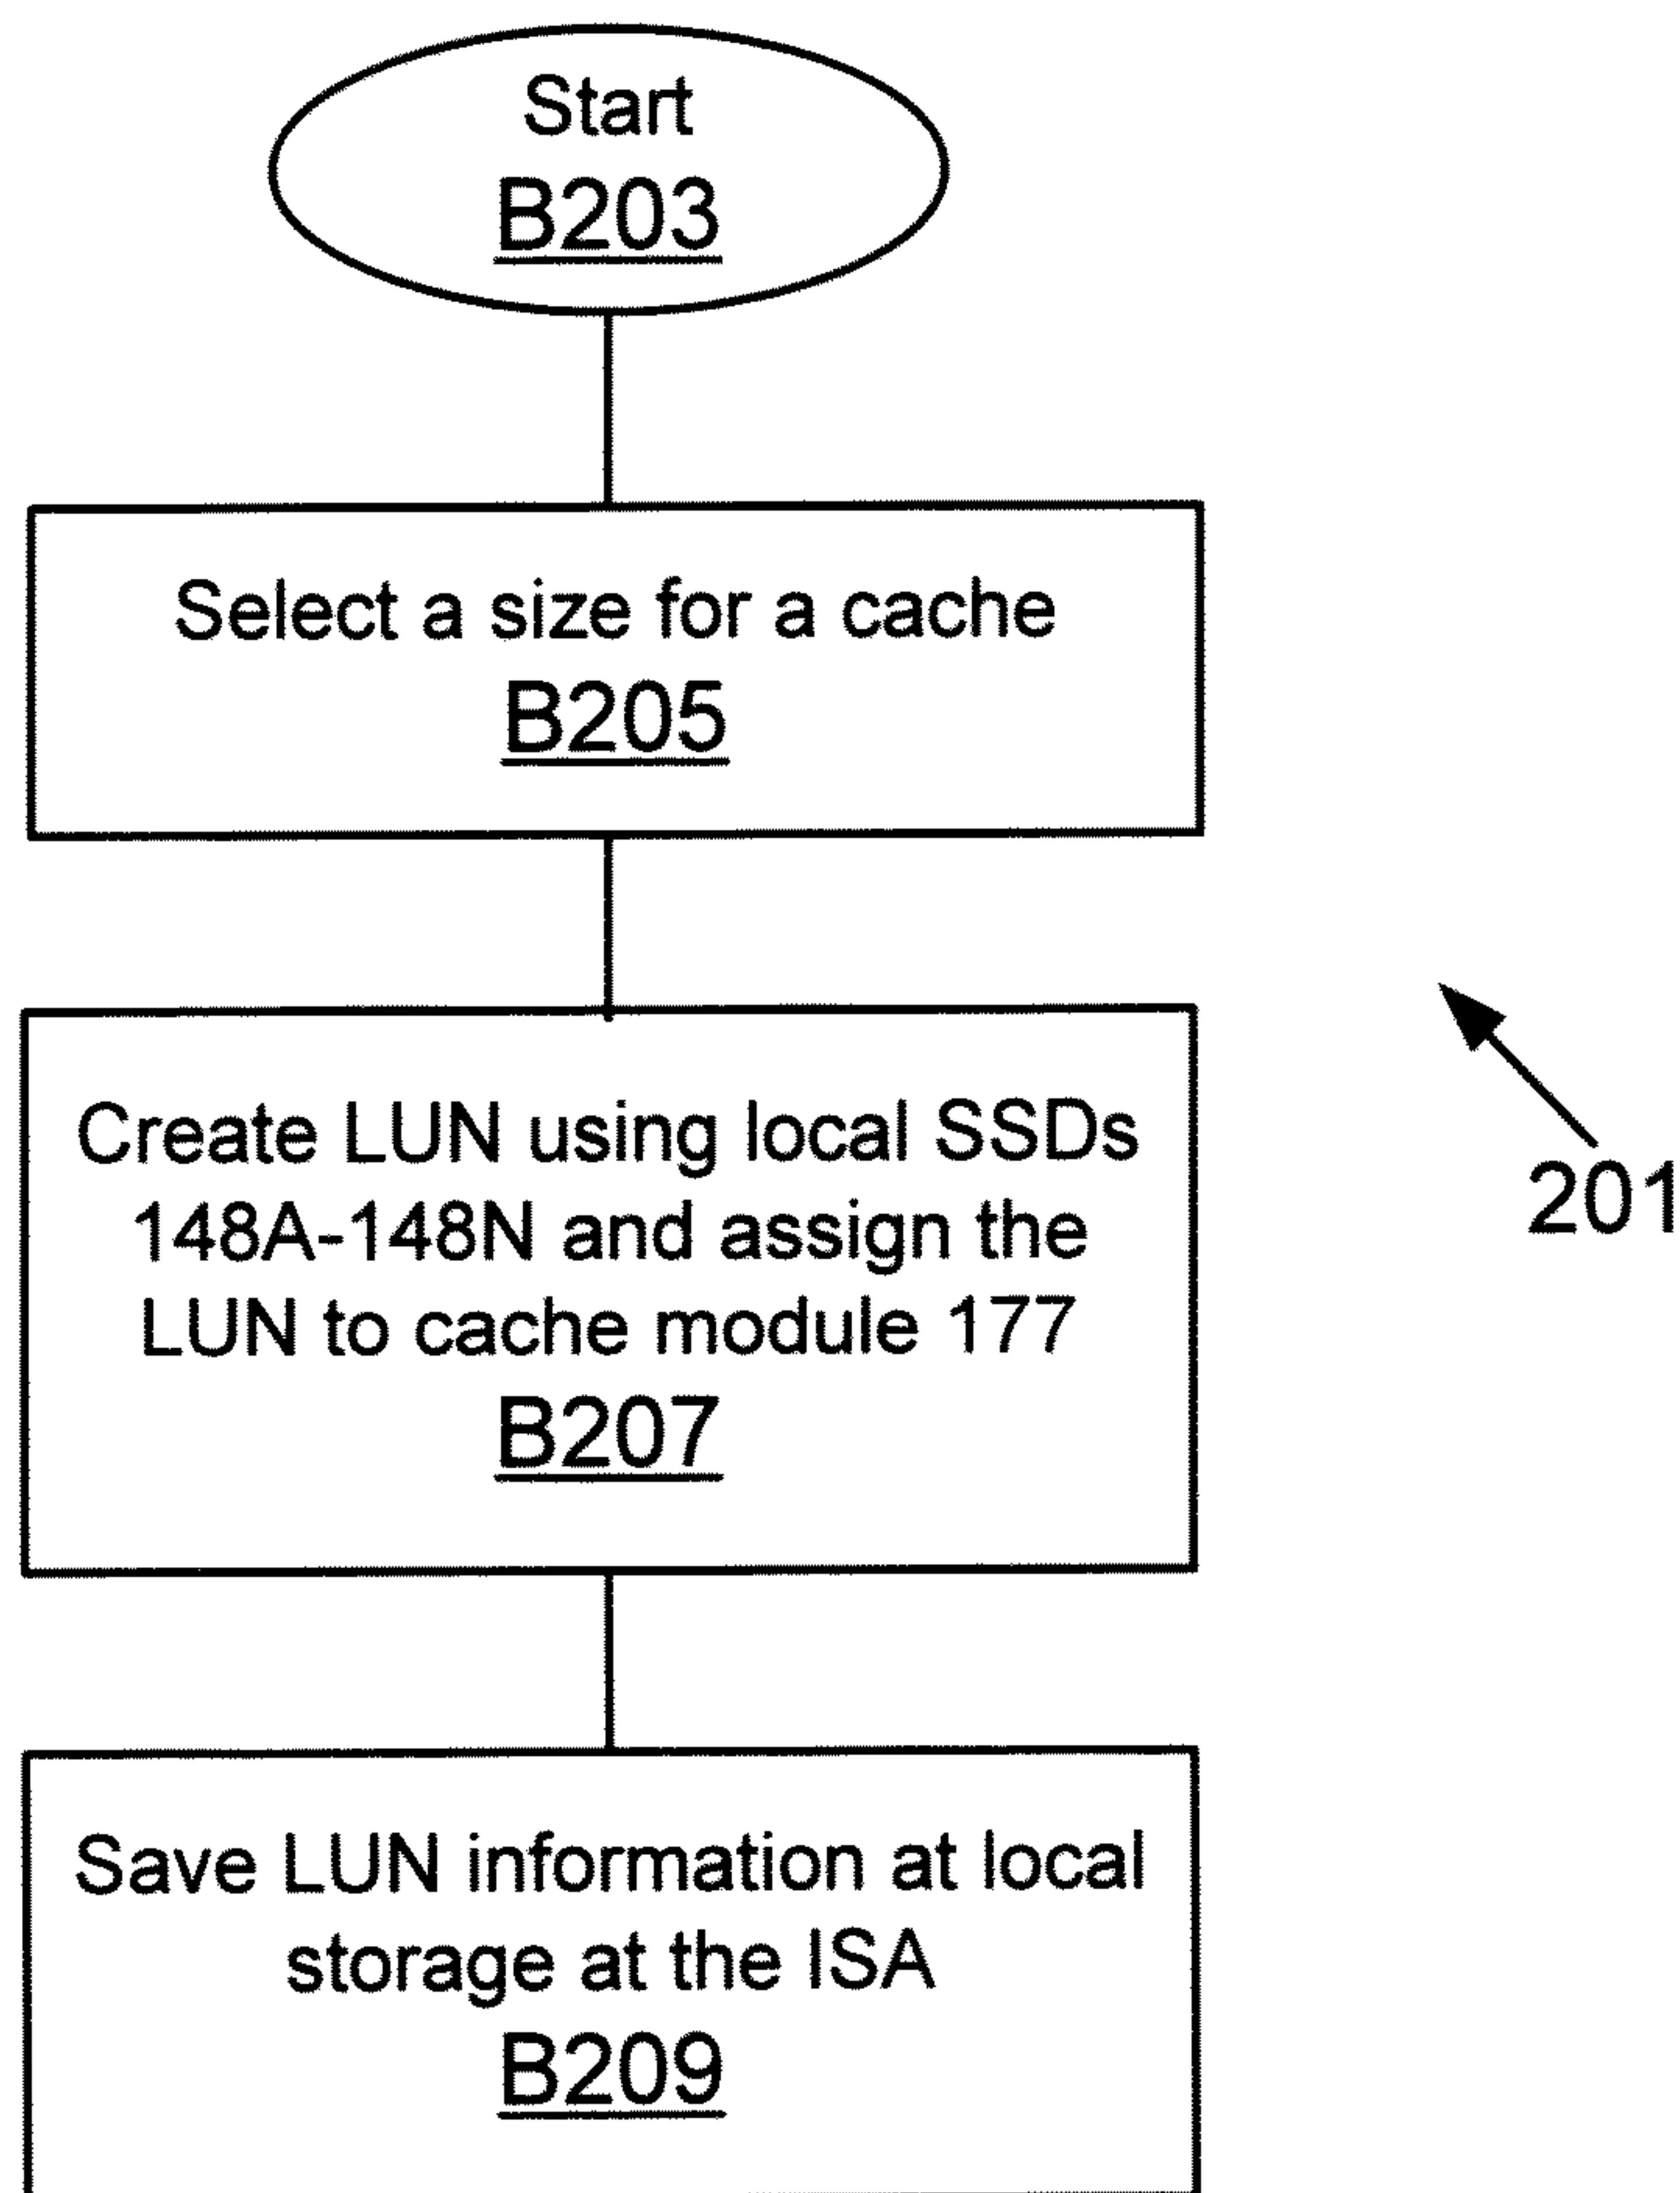 Start
B203
Select a size for a cache
B205
Create LUN using local SSDs
148A-148N and assign the
LUN to cache module 177
B207
201
Save LUN information at local
storage at the ISA
B209